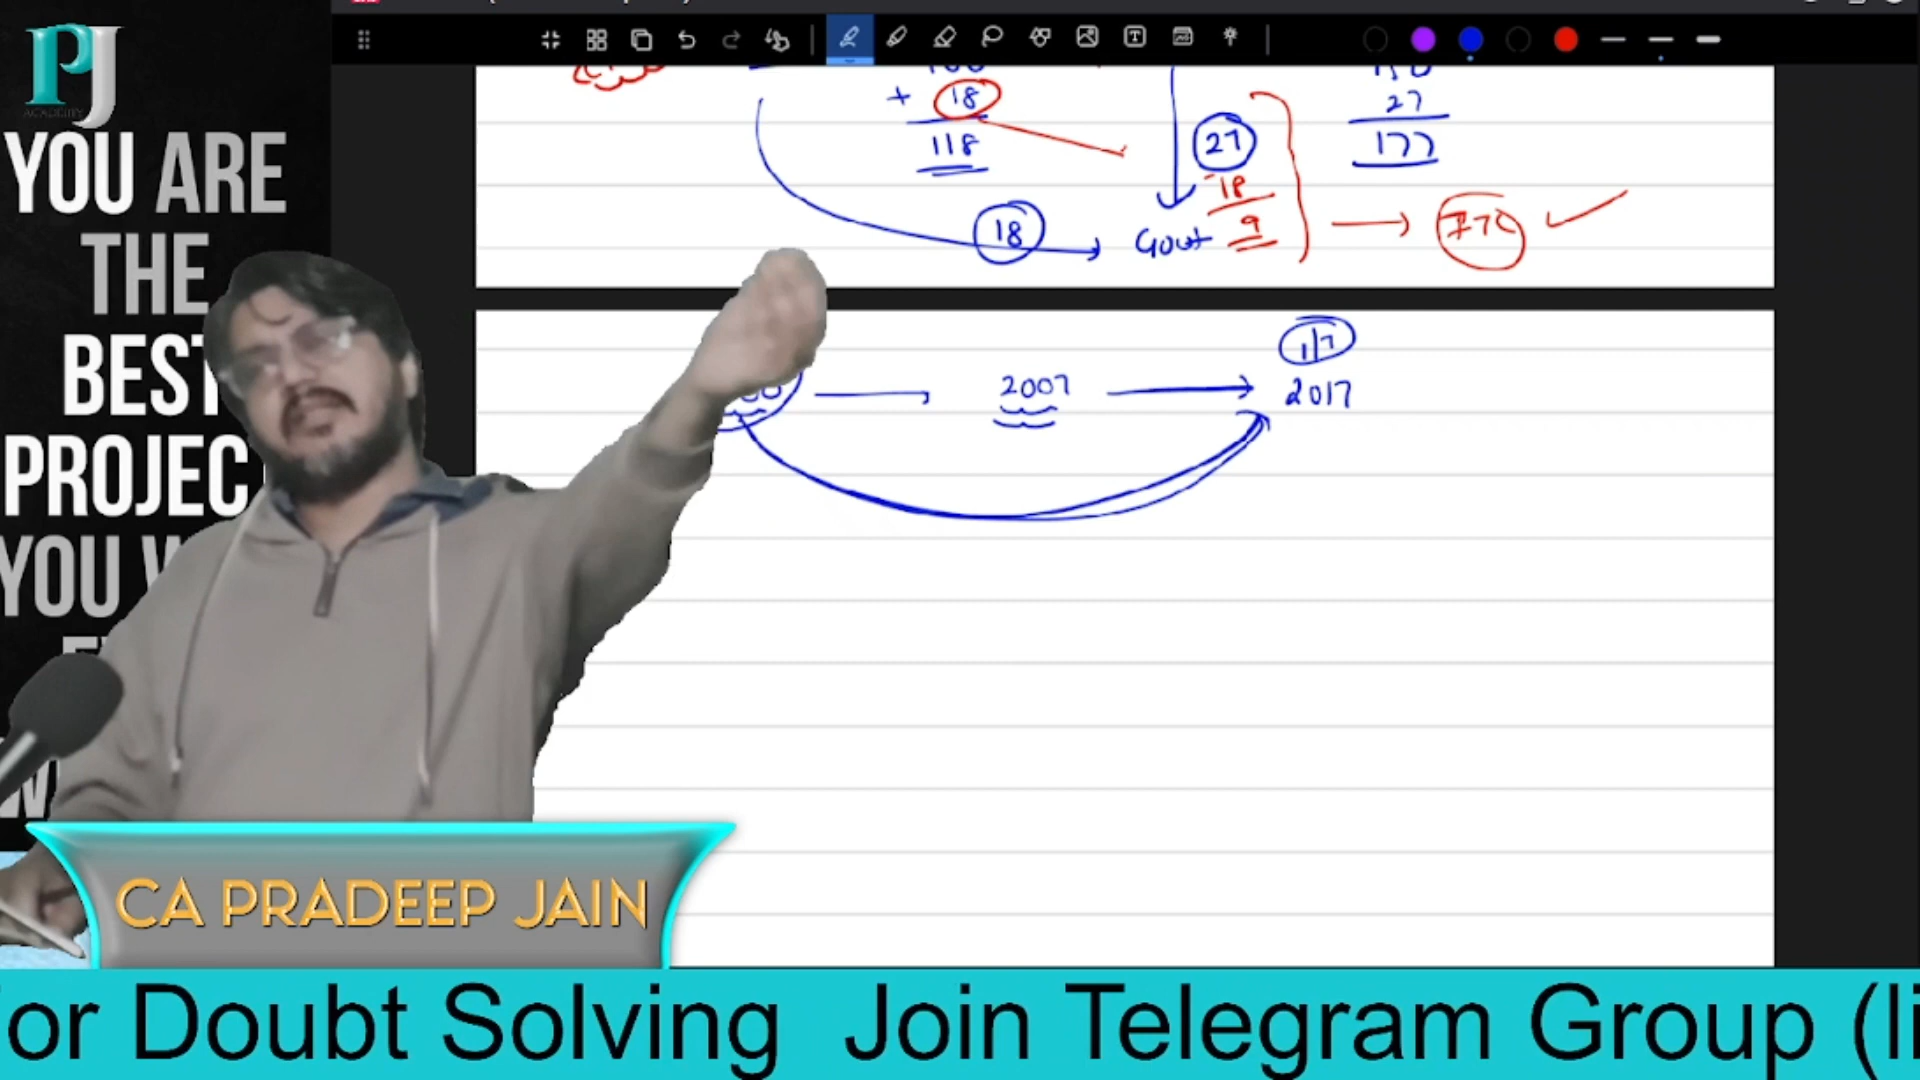 PJ
ACADEMY
YOU ARE
THE
BEST
PROJEC
YOU W
+ 18
118
27
18
9
27
177
18
Govt
1/7
2007
2017
CA PRADEEP JAIN
or Doubt Solving Join Telegram Group (li